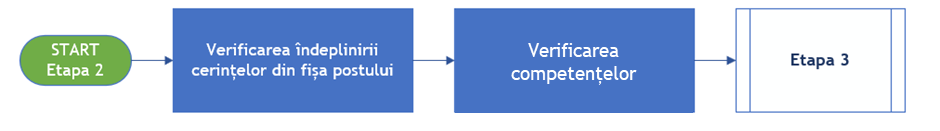 START
Etapa 2
Verificarea îndeplinirii
cerințelor din fișa postului
Verificarea
competențelor
Etapa 3